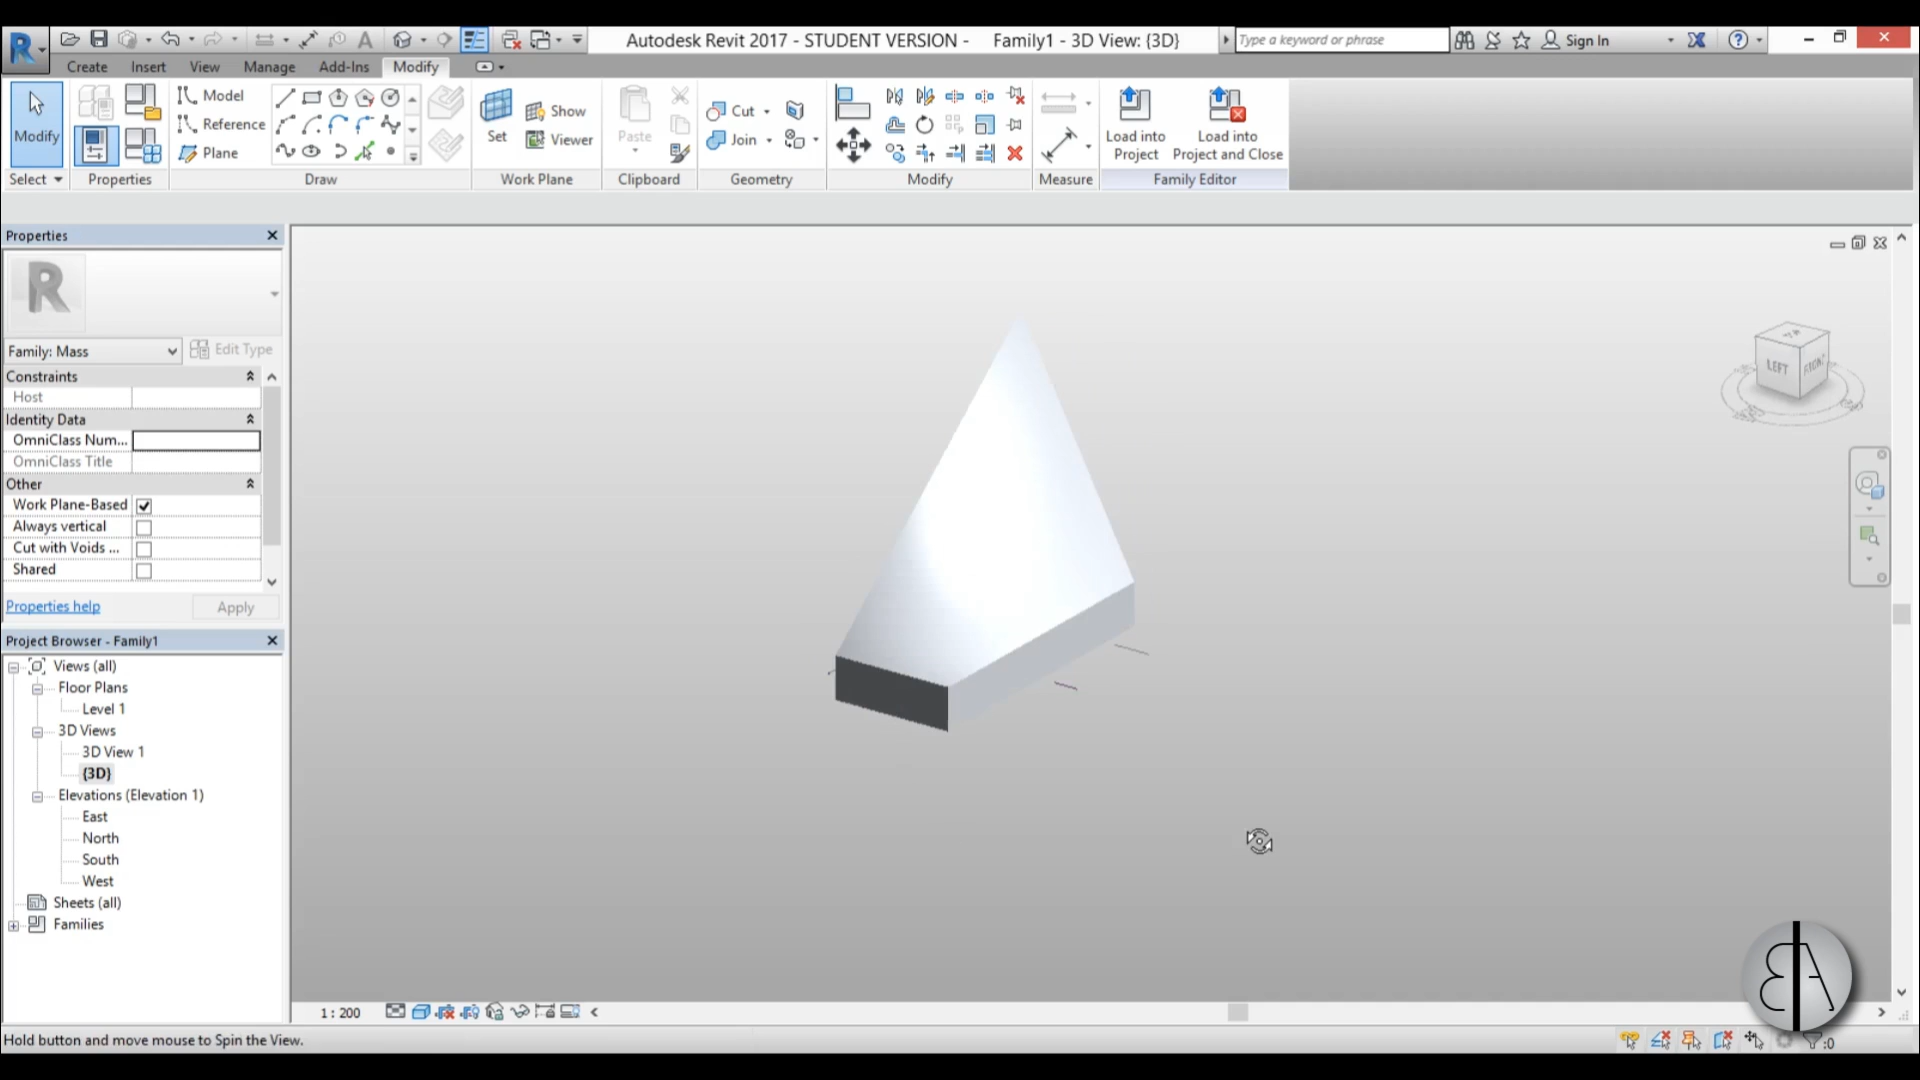 Autodesk Revit 2017 - STUDENT VERSION - Family1 - 3D View: {3D}
Type a keyword or phrase
Sign In
Create Insert View Manage Add-Ins Modify
Modify
Model
Reference
Plane
Set
Show
Viewer
Paste
Cut
Join
Load into
Project
Load into
Project and Close
Select Properties Draw Work Plane Clipboard Geometry Modify Measure Family Editor
Properties
Family: Mass
Edit Type
Constraints
Host
Identity Data
OmniClass Num...
OmniClass Title
Other
Work Plane-Based
Always vertical
Cut with Voids ...
Shared
Properties help
Apply
Project Browser - Family1
Views (all)
Floor Plans
Level 1
3D Views
3D View 1
{3D}
Elevations (Elevation 1)
East
North
South
West
Sheets (all)
Families
LEFT
1 : 200
Hold button and move mouse to Spin the View.
:0
BA